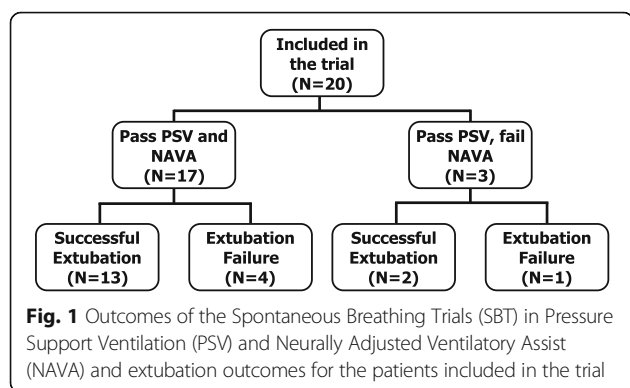 Included in
the trial
(N=20)
Pass PSV and
NAVA
(N=17)
Pass PSV, fail
NAVA
(N=3)
Successful
Extubation
(N=13)
Extubation
Failure
(N=4)
Successful
Extubation
(N=2)
Extubation
Failure
(N=1)
Fig. 1 Outcomes of the Spontaneous Breathing Trials (SBT) in Pressure
Support Ventilation (PSV) and Neurally Adjusted Ventilatory Assist
(NAVA) and extubation outcomes for the patients included in the trial